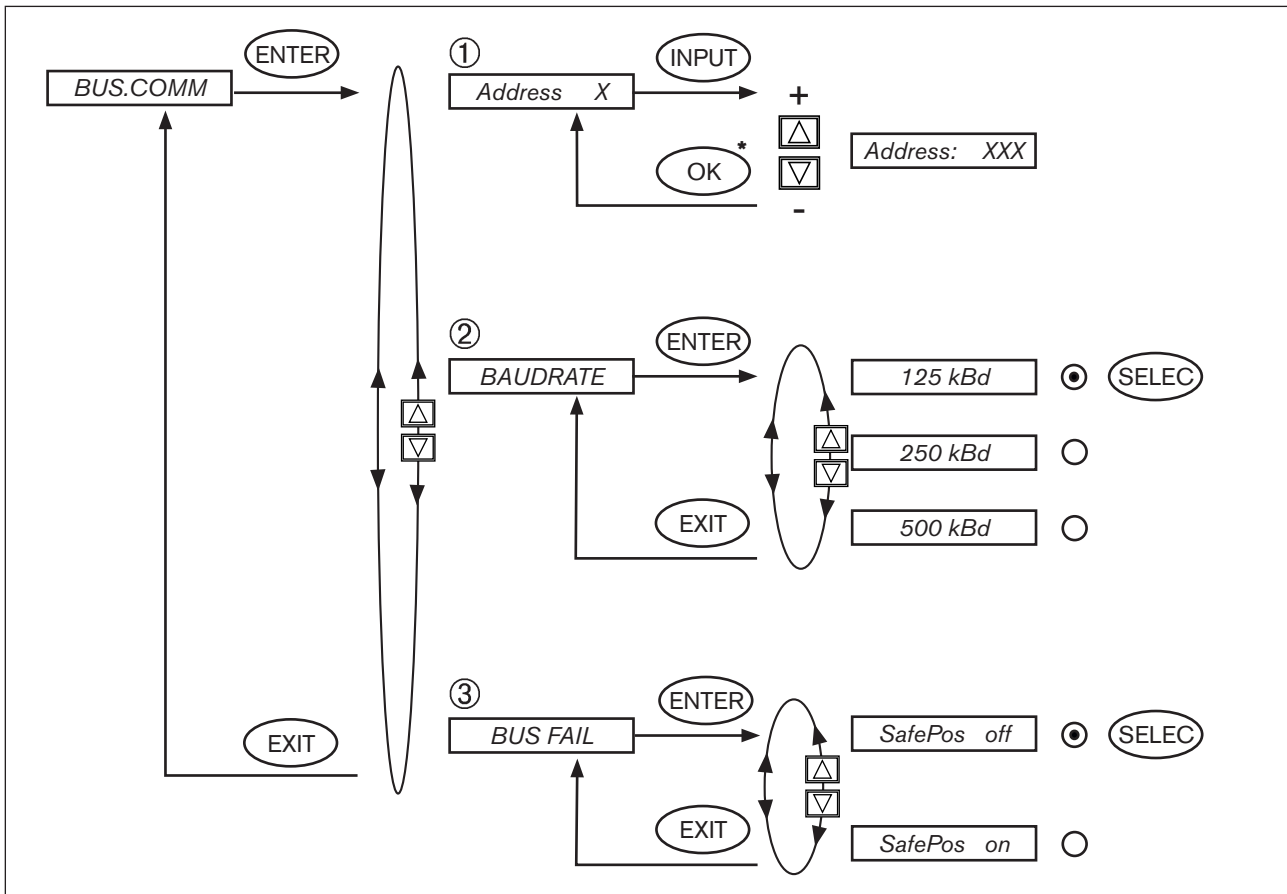 BUS.COMM
ENTER
①
Address X
INPUT
+
OK *
-
Address: XXX
②
BAUDRATE
ENTER
125 kBd
SELEC
250 kBd
500 kBd
EXIT
③
BUS FAIL
ENTER
SafePos off
SELEC
EXIT
SafePos on
EXIT